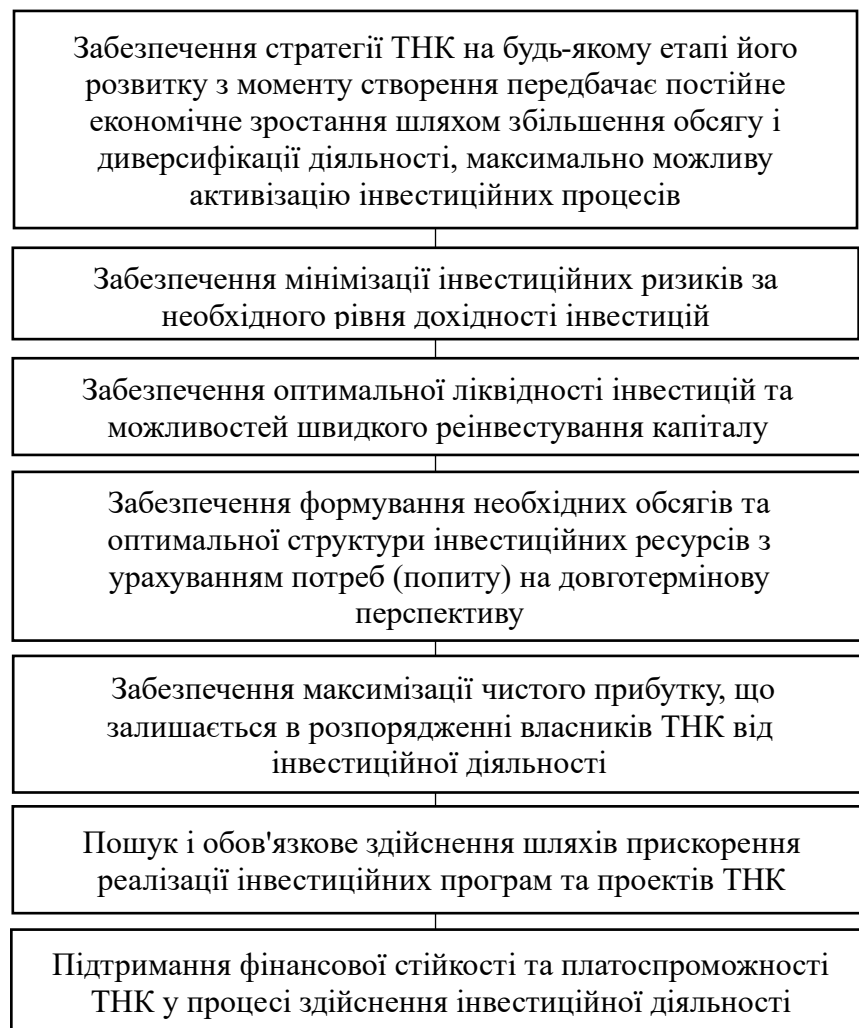 Забезпечення стратегії ТНК на будь-якому етапі його
розвитку з моменту створення передбачає постійне
економічне зростання шляхом збільшення обсягу і
диверсифікації діяльності, максимально можливу
активізацію інвестиційних процесів
Забезпечення мінімізації інвестиційних ризиків за
необхідного рівня дохідності інвестицій
Забезпечення оптимальної ліквідності інвестицій та
можливостей швидкого реінвестування капіталу
Забезпечення формування необхідних обсягів та
оптимальної структури інвестиційних ресурсів з
урахуванням потреб (попиту) на довготермінову
перспективу
Забезпечення максимізації чистого прибутку, що
залишається в розпорядженні власників ТНК від
інвестиційної діяльності
Пошук і обов'язкове здійснення шляхів прискорення
реалізації інвестиційних програм та проектів ТНК
Підтримання фінансової стійкості та платоспроможності
ТНК у процесі здійснення інвестиційної діяльності